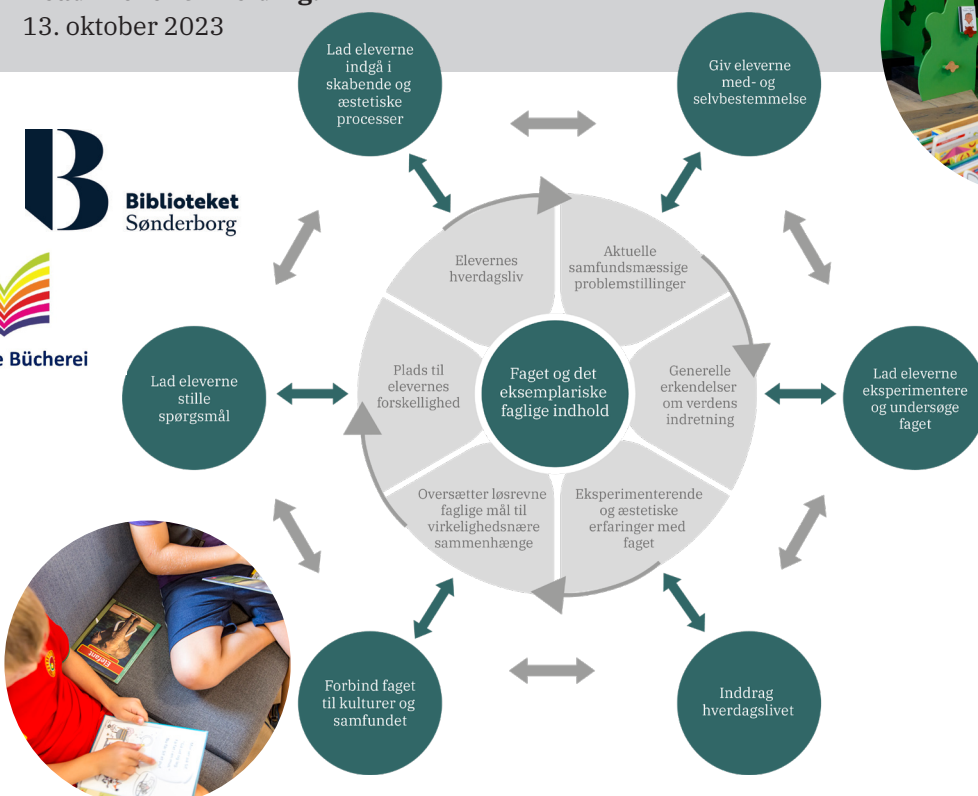 13. oktober 2023
Lad eleverne
indgå i
skabende og
æstetiske
processer
Giv eleverne
med- og
selvbestemmelse
Biblioteket
Sønderborg
Elevernes
hverdagsliv
Aktuelle
samfundsmæssige
problemstillinger
Bücherei
Lad eleverne
stille
spørgsmål
Plads til
elevernes
forskellighed
Faget og det
eksemplariske
faglige indhold
Generelle
erkendelser
om verdens
indretning
Lad eleverne
eksperimentere
og undersøge
faget
Oversætter løsrevne
faglige mål til
virkelighedsnære
sammenhænge
Eksperimenterende
og æstetiske
erfaringer med
faget
Elefant
Forbind faget
til kulturer og
samfundet
Inddrag
hverdagslivet